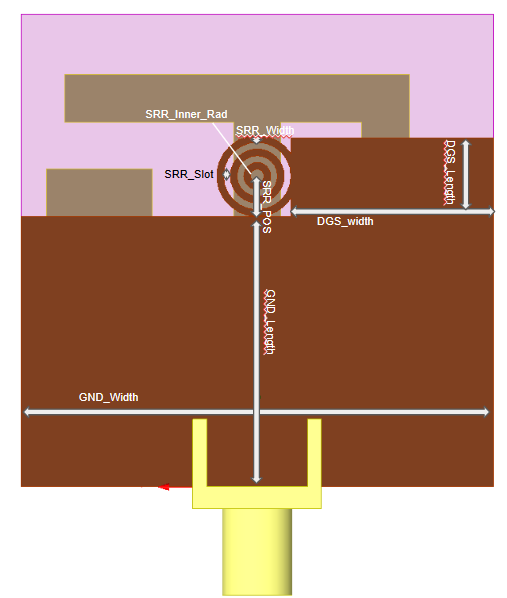 SRR_Inner_Rad
SRR_Width
SRR_Slot
SRR_POS
DGS_Length
DGS_width
GND_Length
GND_Width